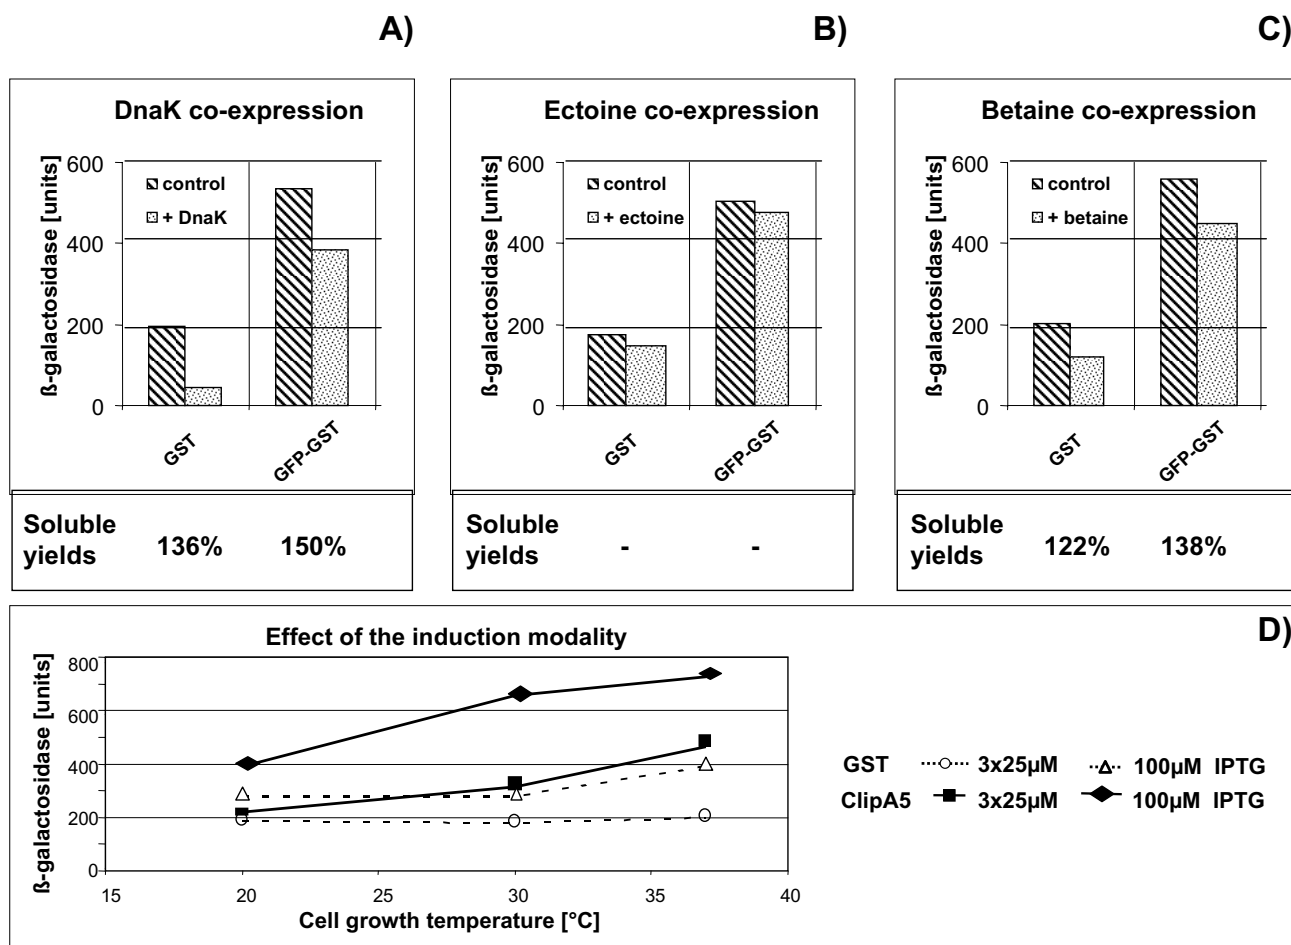 A)
DnaK co-expression
ß-galactosidase [units]
600
400
200
0
control
+ DnaK
GST
GFP-GST
Soluble yields
136%
150%
B)
Ectoine co-expression
ß-galactosidase [units]
600
400
200
0
control
+ ectoine
GST
GFP-GST
Soluble yields
-
-
C)
Betaine co-expression
ß-galactosidase [units]
600
400
200
0
control
+ betaine
GST
GFP-GST
Soluble yields
122%
138%
D)
Effect of the induction modality
ß-galactosidase [units]
800
600
400
200
0
15
20
25
30
35
40
Cell growth temperature [°C]
GST 3x25µM 100µM IPTG
ClipA5 3x25µM 100µM IPTG